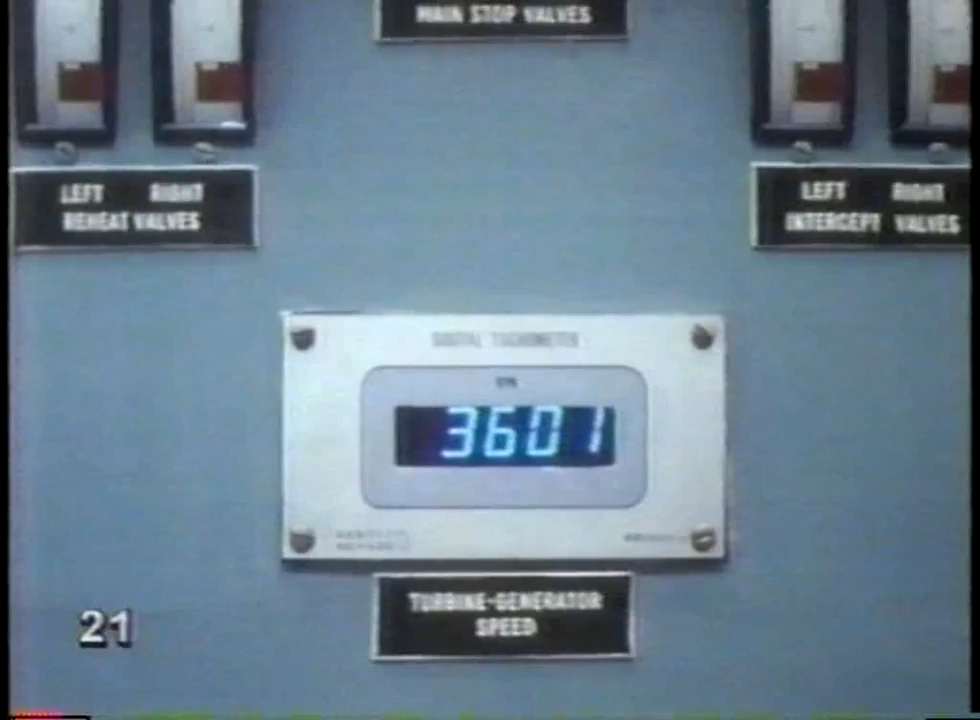 MAIN STOP VALVES
LEFT RIGHT
REHEAT VALVES
LEFT RIGHT
INTERCEPT VALVES
DIGITAL TACHOMETER
3601
TURBINE-GENERATOR
SPEED
21